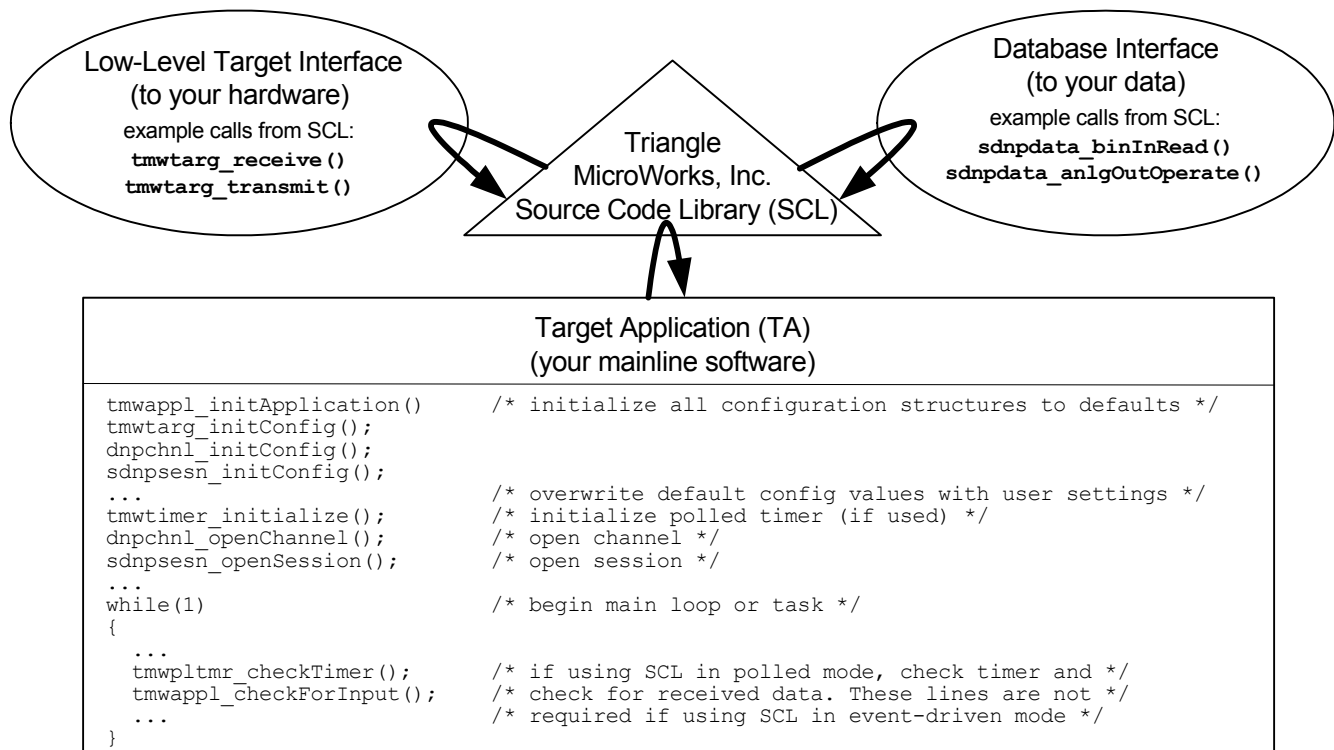 Low-Level Target Interface
(to your hardware)
example calls from SCL:
tmwtarg_receive()
tmwtarg_transmit()
Triangle
MicroWorks, Inc.
Source Code Library (SCL)
Database Interface
(to your data)
example calls from SCL:
sdnpdata_binInRead()
sdnpdata_anlgOutOperate()
Target Application (TA)
(your mainline software)
tmwappl_initApplication() /* initialize all configuration structures to defaults */
tmwtarg_initConfig();
dnpchnl_initConfig();
sdnpsesn_initConfig();
... /* overwrite default config values with user settings */
tmwtimer_initialize(); /* initialize polled timer (if used) */
dnpchnl_openChannel(); /* open channel */
sdnpsesn_openSession(); /* open session */
...
while(1) /* begin main loop or task */
{
...
tmwpltmr_checkTimer(); /* if using SCL in polled mode, check timer and */
tmwappl_checkForInput(); /* check for received data. These lines are not */
... /* required if using SCL in event-driven mode */
}